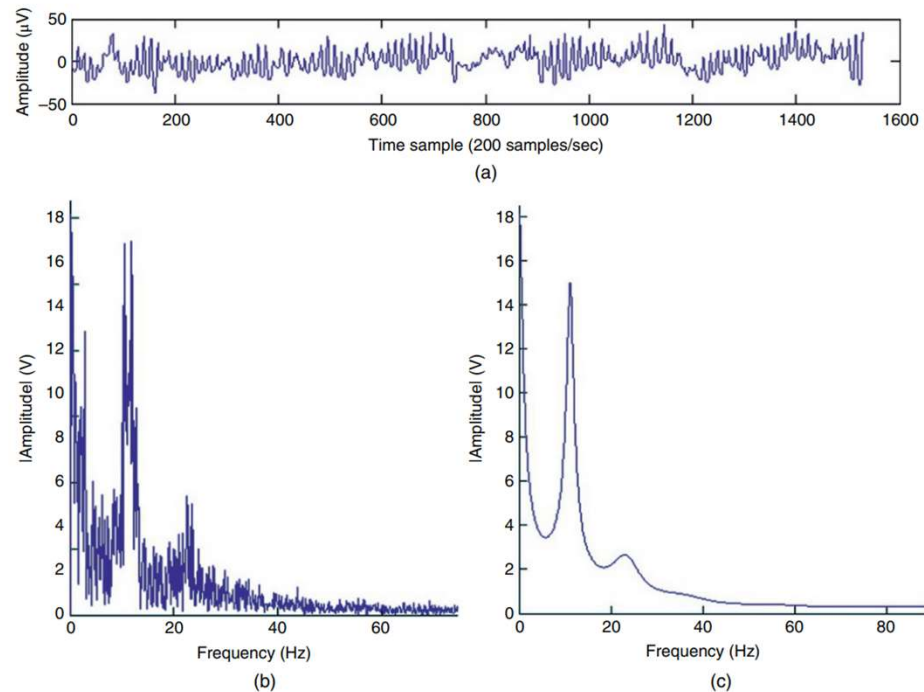 Amplitude (μV)
50
0
−50
0 200 400 600 800 1000 1200 1400 1600
Time sample (200 samples/sec)
(a)
|Amplitude| (V)
18
16
14
12
10
8
6
4
2
0
0 20 40 60
Frequency (Hz)
(b)
|Amplitude| (V)
18
16
14
12
10
8
6
4
2
0
0 20 40 60 80
Frequency (Hz)
(c)